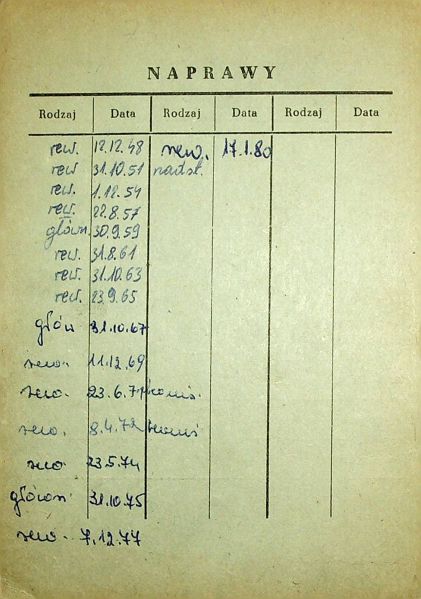 NAPRAWY
Rodzaj Data Rodzaj Data Rodzaj Data
rew. 12.12.48 rew. 17.1.80
rew 31.10.51 nadst.
rew. 1.12.54
rew. 22.8.57
główn. 30.9.59
rew. 31.8.61
rew. 31.10.63
rew. 23.9.65
głów 31.10.67
rew. 11.12.69
rew. 23.6.71
rew. 8.4.72
rew. 23.5.74
główn. 31.10.75
rew. 7.12.77